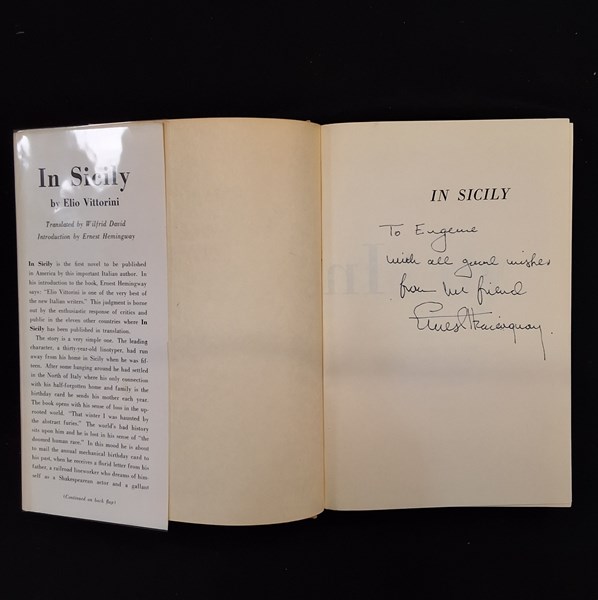 In Sicily
by Elio Vittorini
Translated by Wilfrid David
Introduction by Ernest Hemingway
In Sicily is the first novel to be published
in America by this important Italian author. In
his introduction to the book, Ernest Hemingway
says: "Elio Vittorini is one of the very best of
the new Italian writers." This judgment is borne
out by the enthusiastic response of critics and
public in the eleven other countries where In
Sicily has been published in translation.
The story is a very simple one. The leading
character, a thirty-year-old linotyper, had run
away from his home in Sicily when he was fif-
teen. After some hanging around he had settled
in the North of Italy where his only connection
with his half-forgotten home and family is the
birthday card he sends his mother each year.
The book opens with his sense of loss in the up-
rooted world. "That winter I was haunted by
the abstract furies." The world's bad history
sits upon him and he is lost in his sense of "the
doomed human race." In this mood he is about
to mail the annual mechanical birthday card to
his past, when he receives a florid letter from his
father, a railroad lineworker who dreams of him-
self as a Shakespearean actor and a gallant
(Continued on back flap)
IN SICILY
To Eugene
with all good wishes
from his friend
Ernest Hemingway.
In